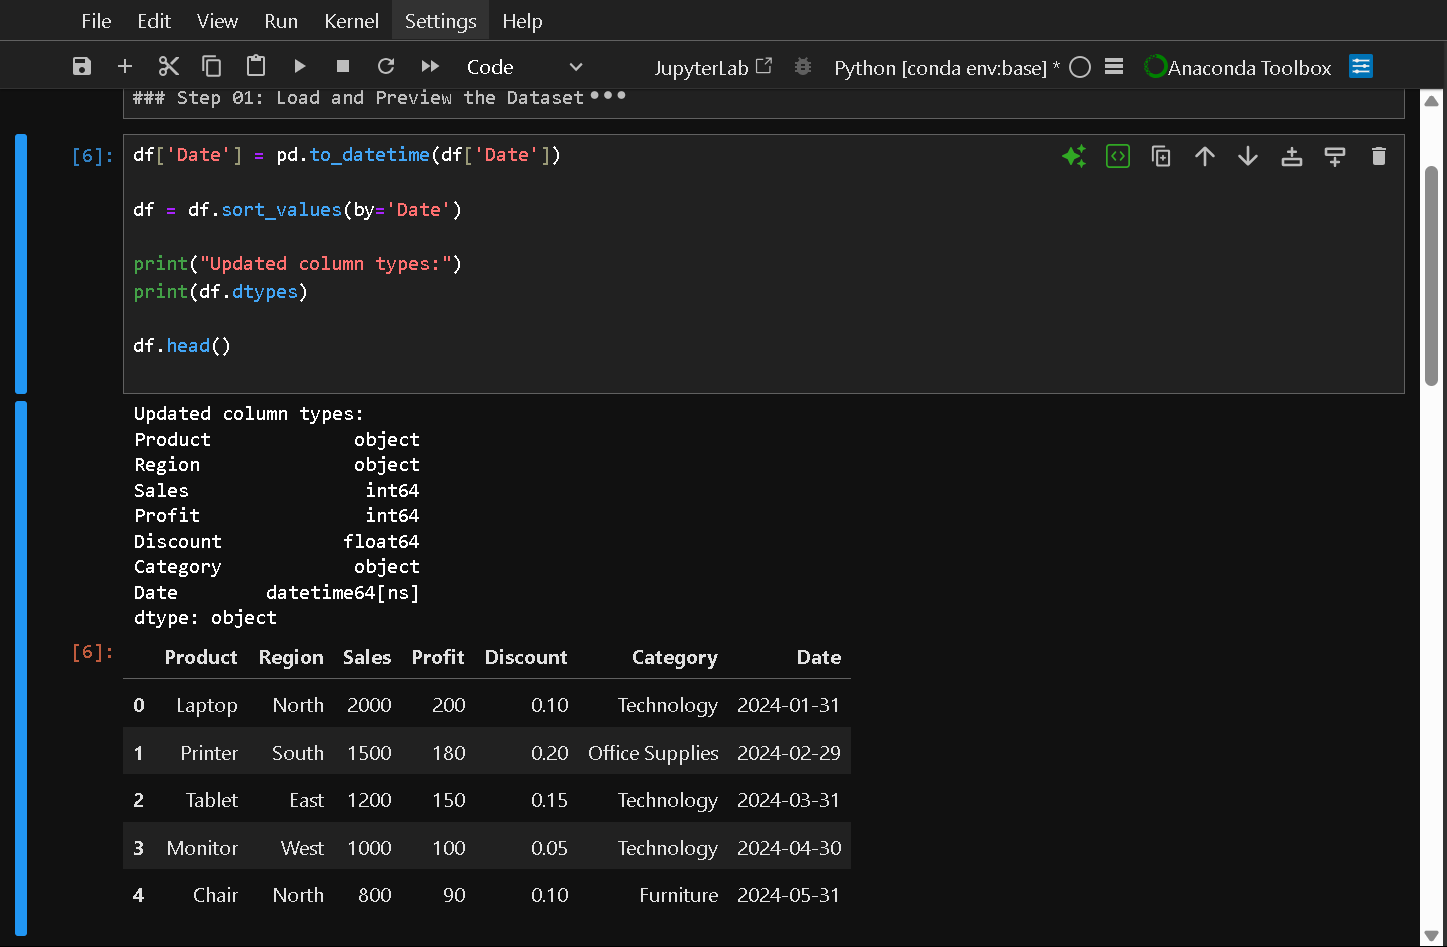 File Edit View Run Kernel Settings Help
Code JupyterLab Python [conda env:base] * Anaconda Toolbox
### Step 01: Load and Preview the Dataset •••
[6]: df['Date'] = pd.to_datetime(df['Date'])
df = df.sort_values(by='Date')
print("Updated column types:")
print(df.dtypes)
df.head()
Updated column types:
Product object
Region object
Sales int64
Profit int64
Discount float64
Category object
Date datetime64[ns]
dtype: object
[6]: Product Region Sales Profit Discount Category Date
0 Laptop North 2000 200 0.10 Technology 2024-01-31
1 Printer South 1500 180 0.20 Office Supplies 2024-02-29
2 Tablet East 1200 150 0.15 Technology 2024-03-31
3 Monitor West 1000 100 0.05 Technology 2024-04-30
4 Chair North 800 90 0.10 Furniture 2024-05-31